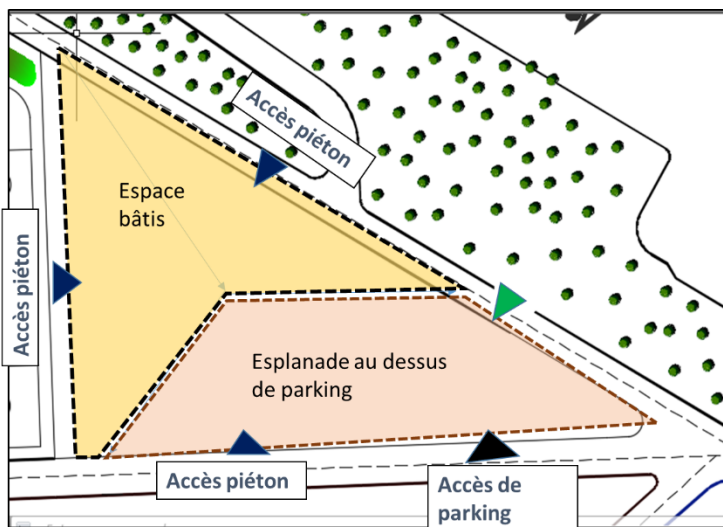 Accès piéton
Espace
bâtis
Accès piéton
Esplanade au dessus
de parking
Accès piéton
Accès de
parking